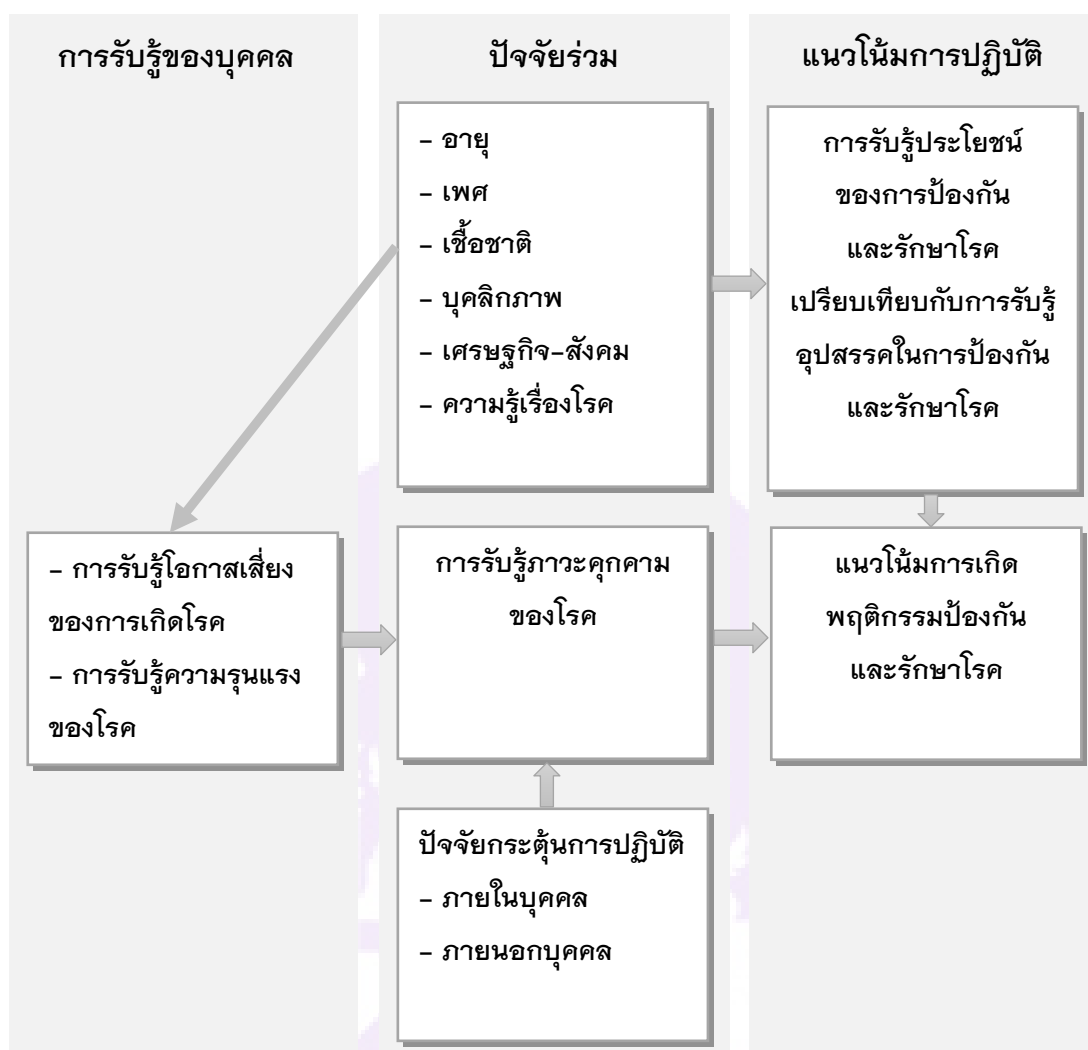 การรับรู้ของบุคคล
ปัจจัยร่วม
แนวโน้มการปฏิบัติ
– อายุ
– เพศ
– เชื้อชาติ
– บุคลิกภาพ
– เศรษฐกิจ–สังคม
– ความรู้เรื่องโรค
การรับรู้ประโยชน์
ของการป้องกัน
และรักษาโรค
เปรียบเทียบกับการรับรู้
อุปสรรคในการป้องกัน
และรักษาโรค
– การรับรู้โอกาสเสี่ยง
ของการเกิดโรค
– การรับรู้ความรุนแรง
ของโรค
การรับรู้ภาวะคุกคาม
ของโรค
แนวโน้มการเกิด
พฤติกรรมป้องกัน
และรักษาโรค
ปัจจัยกระตุ้นการปฏิบัติ
– ภายในบุคคล
– ภายนอกบุคคล